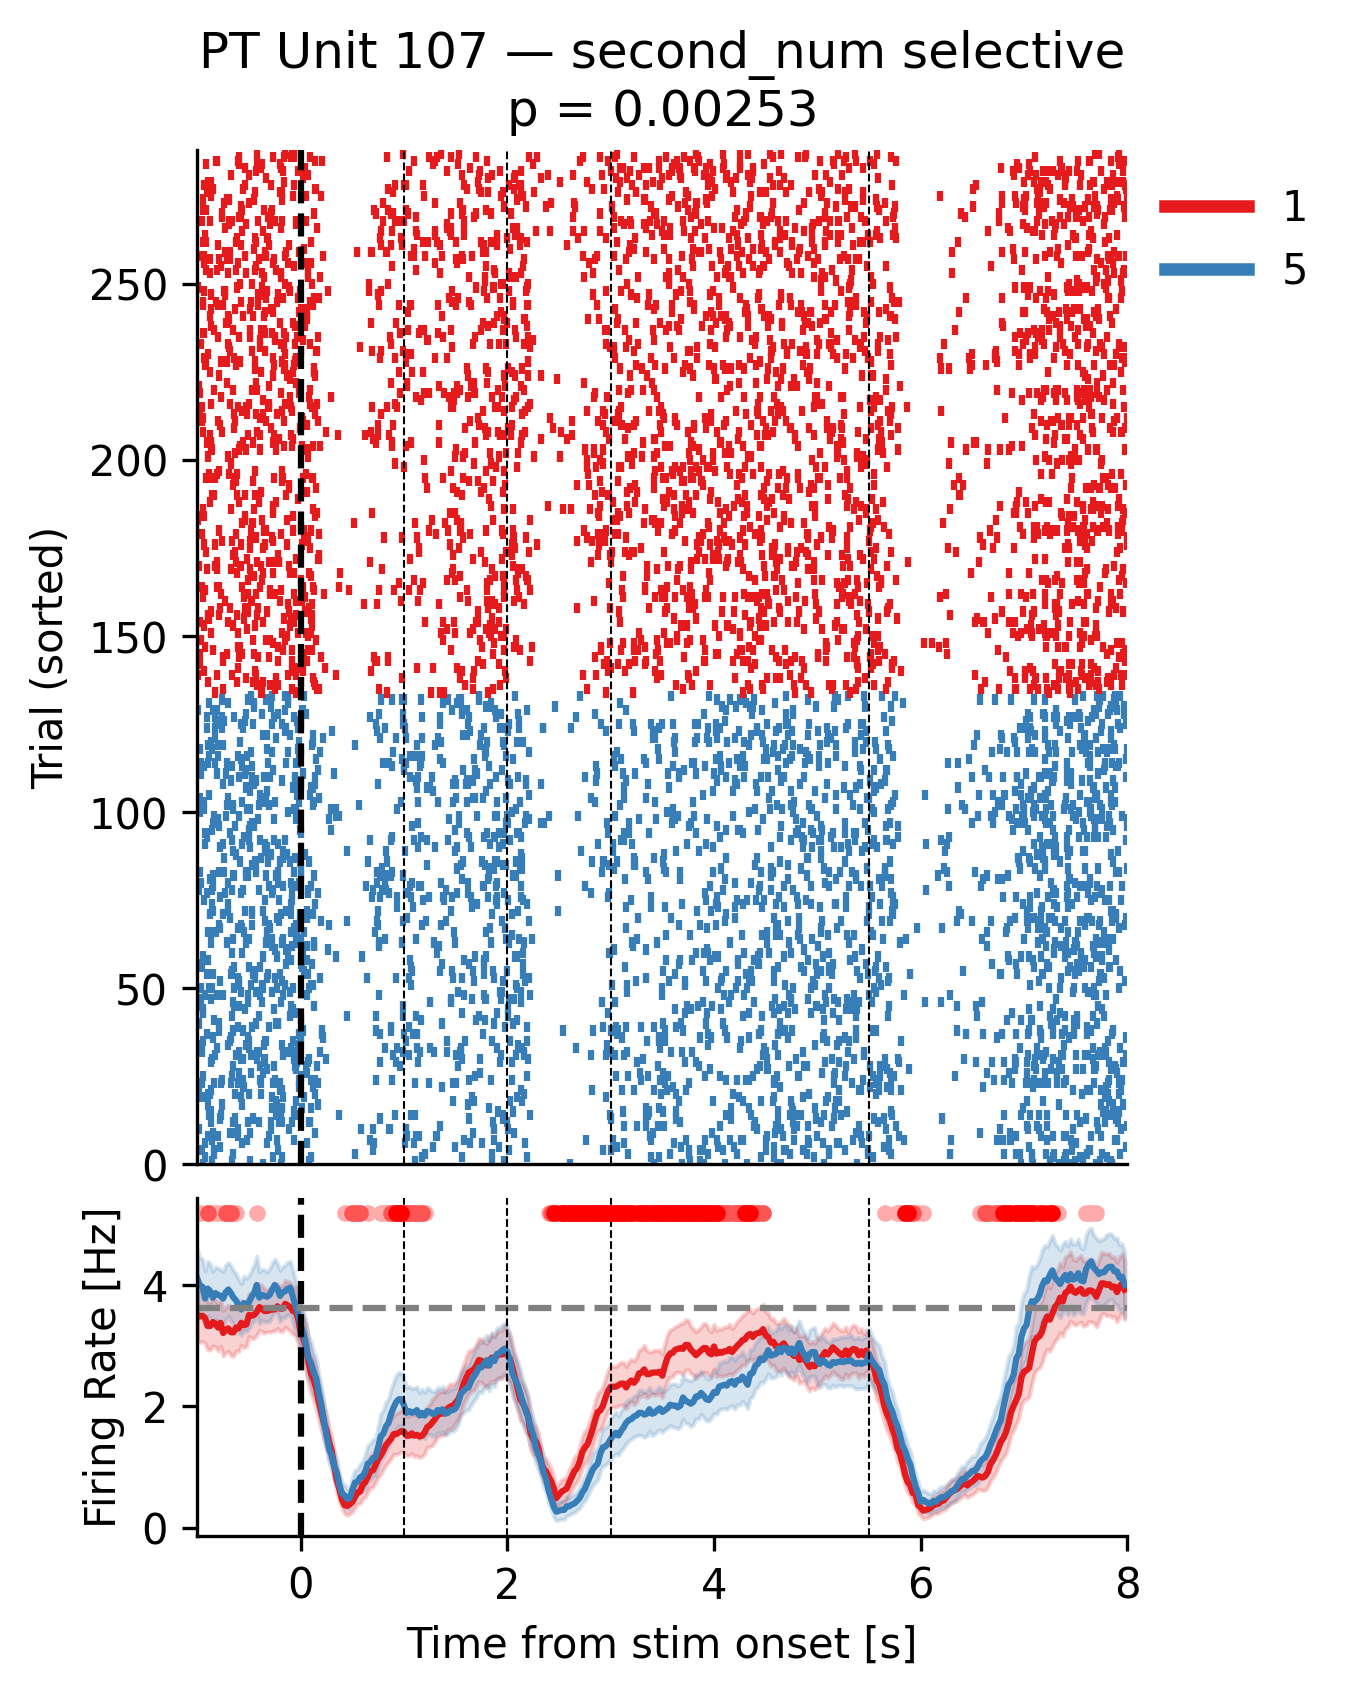 PT Unit 107 — second_num selective
p = 0.00253
1
5
Trial (sorted)
250
200
150
100
50
0
Firing Rate [Hz]
4
2
0
0 2 4 6 8
Time from stim onset [s]